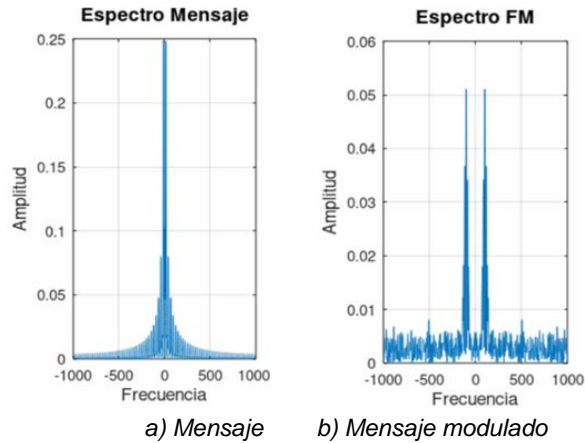 Espectro Mensaje
0.25
0.2
0.15
0.1
0.05
0
-1000
-500
0
500
1000
Amplitud
Frecuencia
Espectro FM
0.06
0.05
0.04
0.03
0.02
0.01
0
-1000
-500
0
500
1000
Amplitud
Frecuencia
a) Mensaje
b) Mensaje modulado